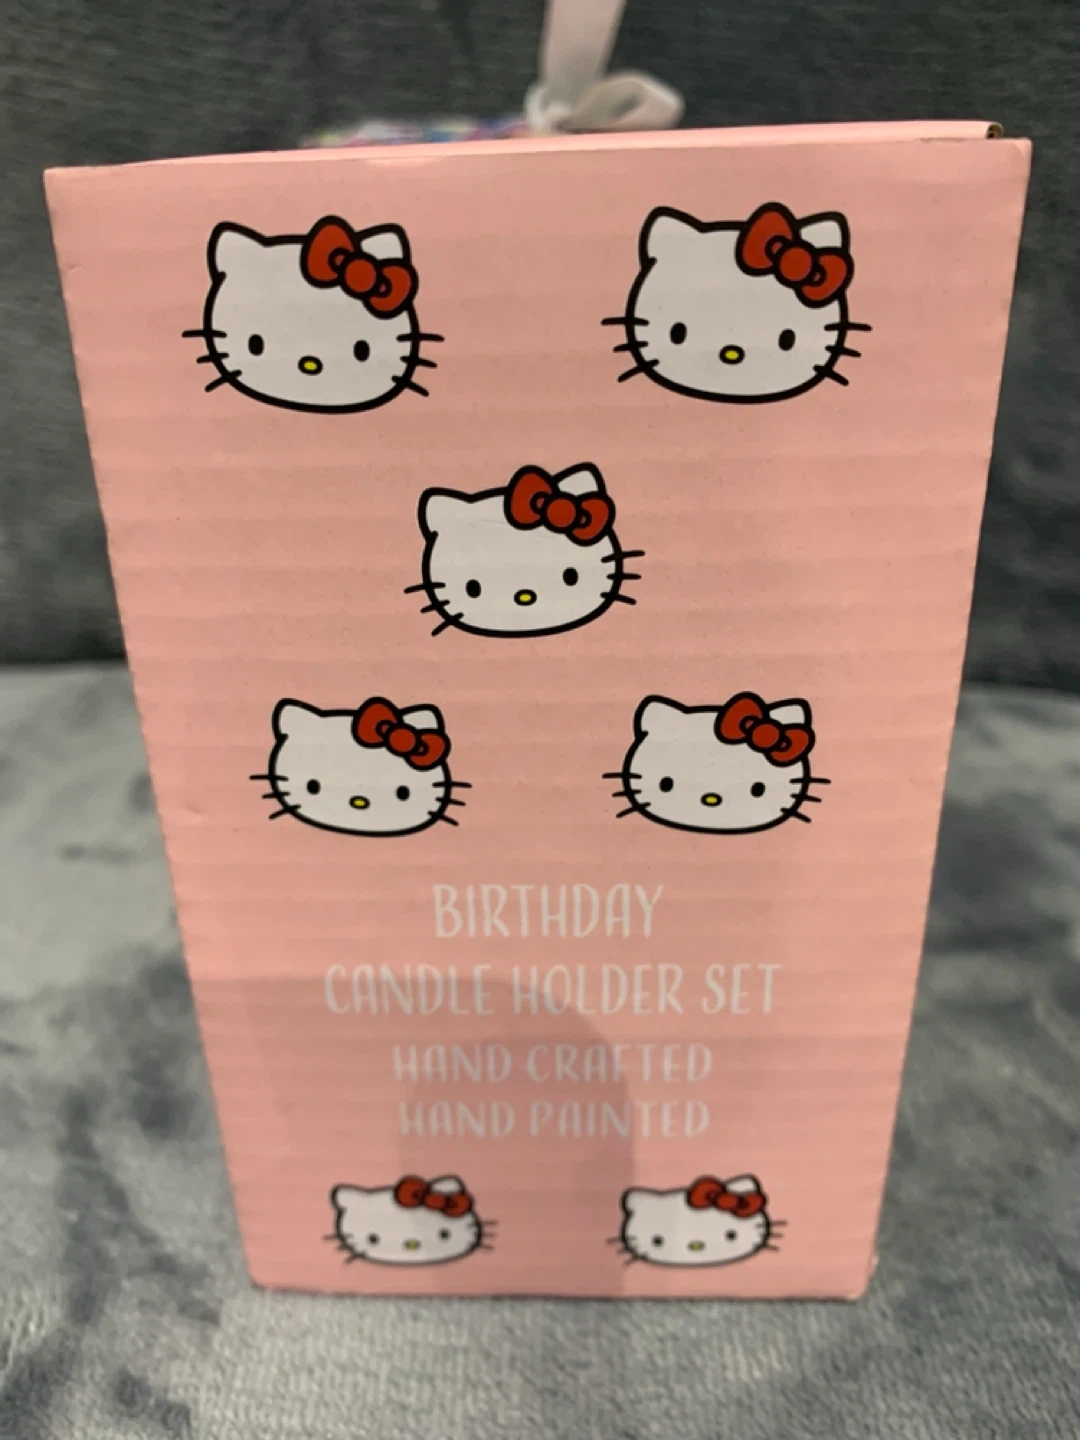 BIRTHDAY
CANDLE HOLDER SET
HAND CRAFTED
HAND PAINTED